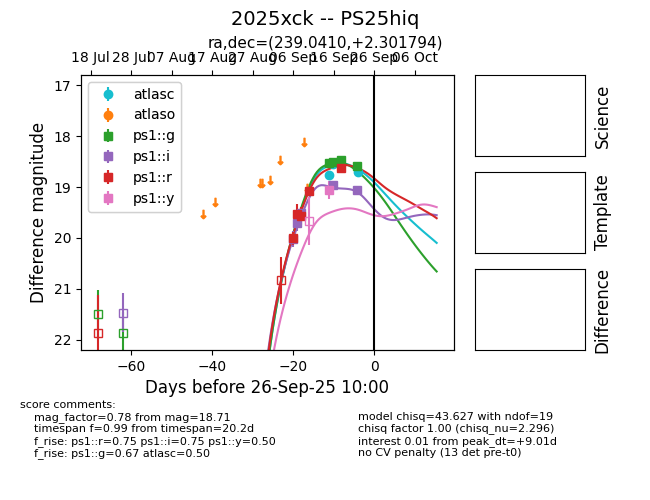 2025xck -- PS25hiq
ra,dec=(239.0410,+2.301794)
18 Jul 28 Jul 07 Aug 17 Aug 27 Aug 06 Sep 16 Sep 26 Sep 06 Oct
17
18
19
20
21
22
Difference magnitude
atlasc
atlaso
ps1::g
ps1::i
ps1::r
ps1::y
−60 −40 −20 0
Days before 26-Sep-25 10:00
Science
Template
Difference
score comments:
mag_factor=0.78 from mag=18.71
timespan f=0.99 from timespan=20.2d
f_rise: ps1::r=0.75 ps1::i=0.75 ps1::y=0.50
f_rise: ps1::g=0.67 atlasc=0.50
model chisq=43.627 with ndof=19
chisq factor 1.00 (chisq_nu=2.296)
interest 0.01 from peak_dt=+9.01d
no CV penalty (13 det pre-t0)